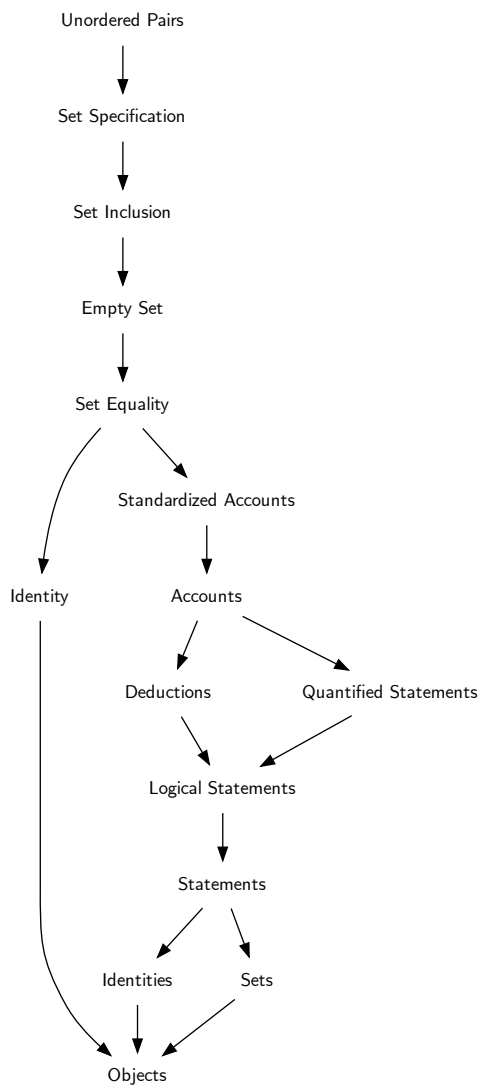 Unordered Pairs
Set Specification
Set Inclusion
Empty Set
Set Equality
Standardized Accounts
Identity
Accounts
Deductions
Quantified Statements
Logical Statements
Statements
Identities
Sets
Objects